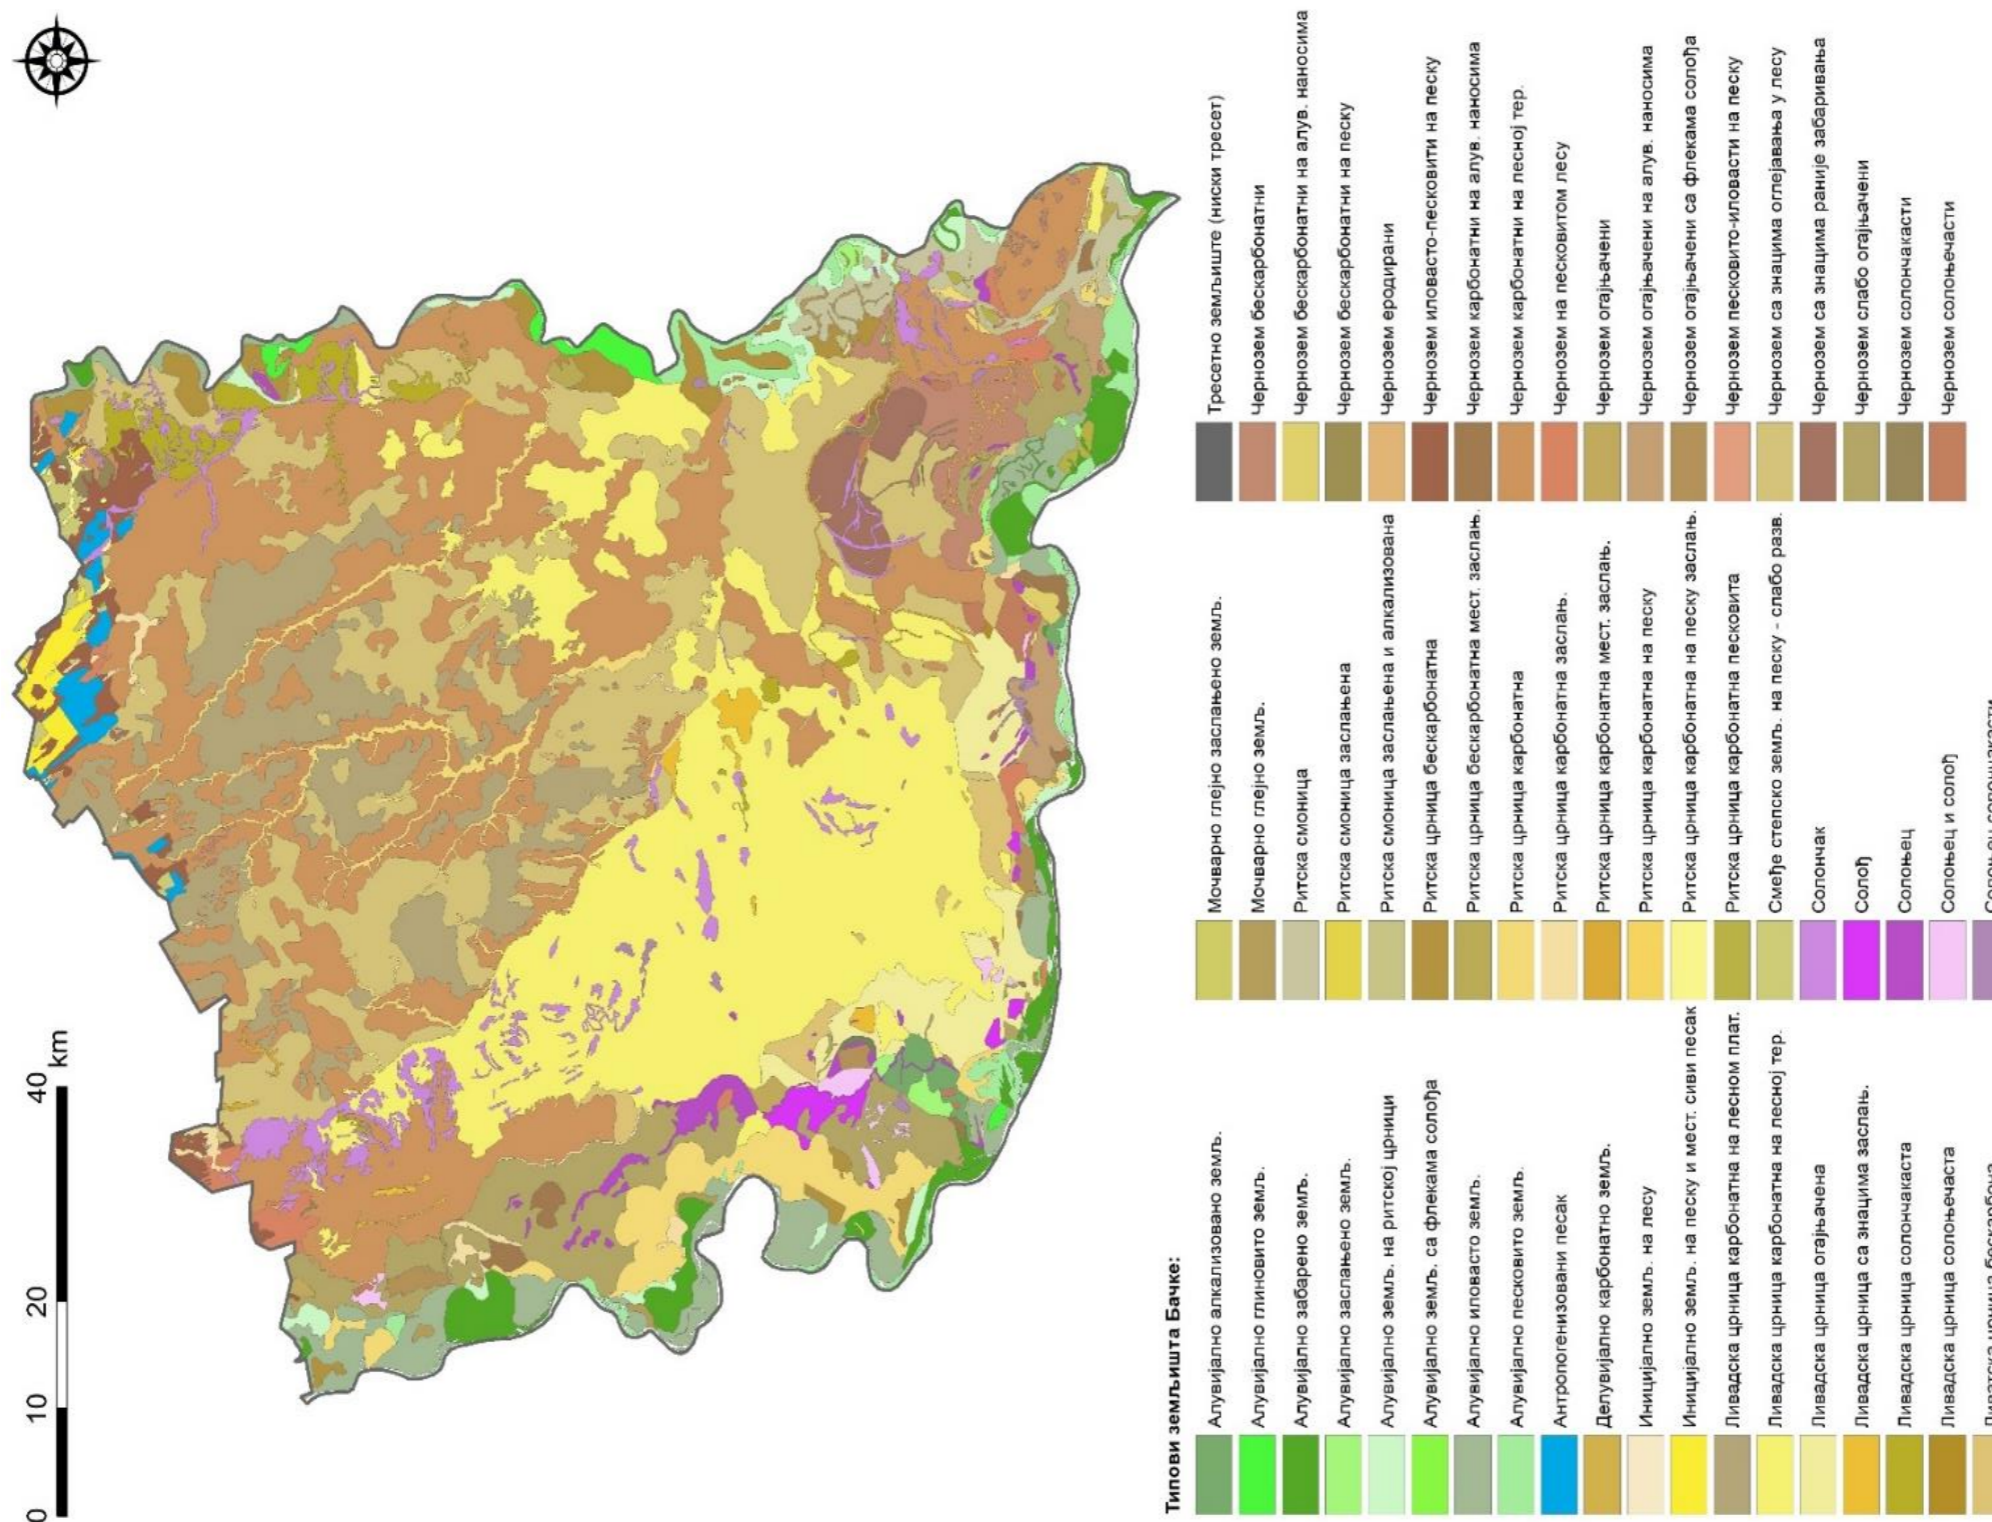 0 10 20 40
km
Типови земљишта Бачке:
Алувијално алкализовано земљ.
Алувијално глиновито земљ.
Алувијално забарено земљ.
Алувијално заслањено земљ.
Алувијално земљ. на ритској црници
Алувијално земљ. са флекама солођа
Алувијално иловасто земљ.
Алувијално песковито земљ.
Антропогенизовани песак
Делувијално карбонатно земљ.
Иницијално земљ. на лесу
Иницијално земљ. на песку и мест. сиви песак
Ливадска црница карбонатна на лесном плат.
Ливадска црница карбонатна на лесној тер.
Ливадска црница огајњачена
Ливадска црница са знацима заслањ.
Ливадска црница солончакаста
Ливадска црница солоњечаста
Мочварно глејно заслањено земљ.
Мочварно глејно земљ.
Ритска смоница
Ритска смоница заслањена
Ритска смоница заслањена и алкализована
Ритска црница бескарбонатна
Ритска црница бескарбонатна мест. заслањ.
Ритска црница карбонатна
Ритска црница карбонатна заслањ.
Ритска црница карбонатна мест. заслањ.
Ритска црница карбонатна на песку
Ритска црница карбонатна на песку заслањ.
Ритска црница карбонатна песковита
Смеђе степско земљ. на песку - слабо разв.
Солончак
Солођ
Солоњец
Солоњец и солођ
Тресетно земљиште (ниски тресет)
Чернозем бескарбонатни
Чернозем бескарбонатни на алув. наносима
Чернозем бескарбонатни на песку
Чернозем еродирани
Чернозем иловасто-песковити на песку
Чернозем карбонатни на алув. наносима
Чернозем карбонатни на лесној тер.
Чернозем на песковитом лесу
Чернозем огајњачени
Чернозем огајњачени на алув. наносима
Чернозем огајњачени са флекама солођа
Чернозем песковито-иловасти на песку
Чернозем са знацима оглејавања у лесу
Чернозем са знацима раније забаривања
Чернозем слабо огајњачени
Чернозем солончакасти
Чернозем солоњечасти